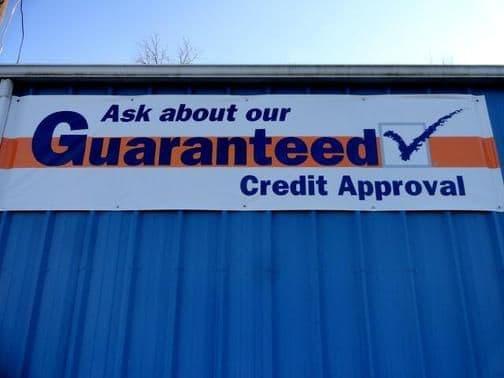 Ask about our
Guaranteed
Credit Approval